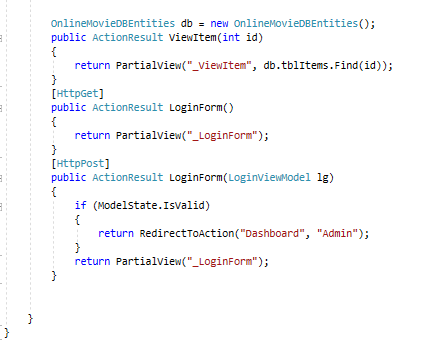 OnlineMovieDBEntities db = new OnlineMovieDBEntities();
public ActionResult ViewItem(int id)
{
return PartialView("_ViewItem", db.tblItems.Find(id));
}
[HttpGet]
public ActionResult LoginForm()
{
return PartialView("_LoginForm");
}
[HttpPost]
public ActionResult LoginForm(LoginViewModel lg)
{
if (ModelState.IsValid)
{
return RedirectToAction("Dashboard", "Admin");
}
return PartialView("_LoginForm");
}
}
}